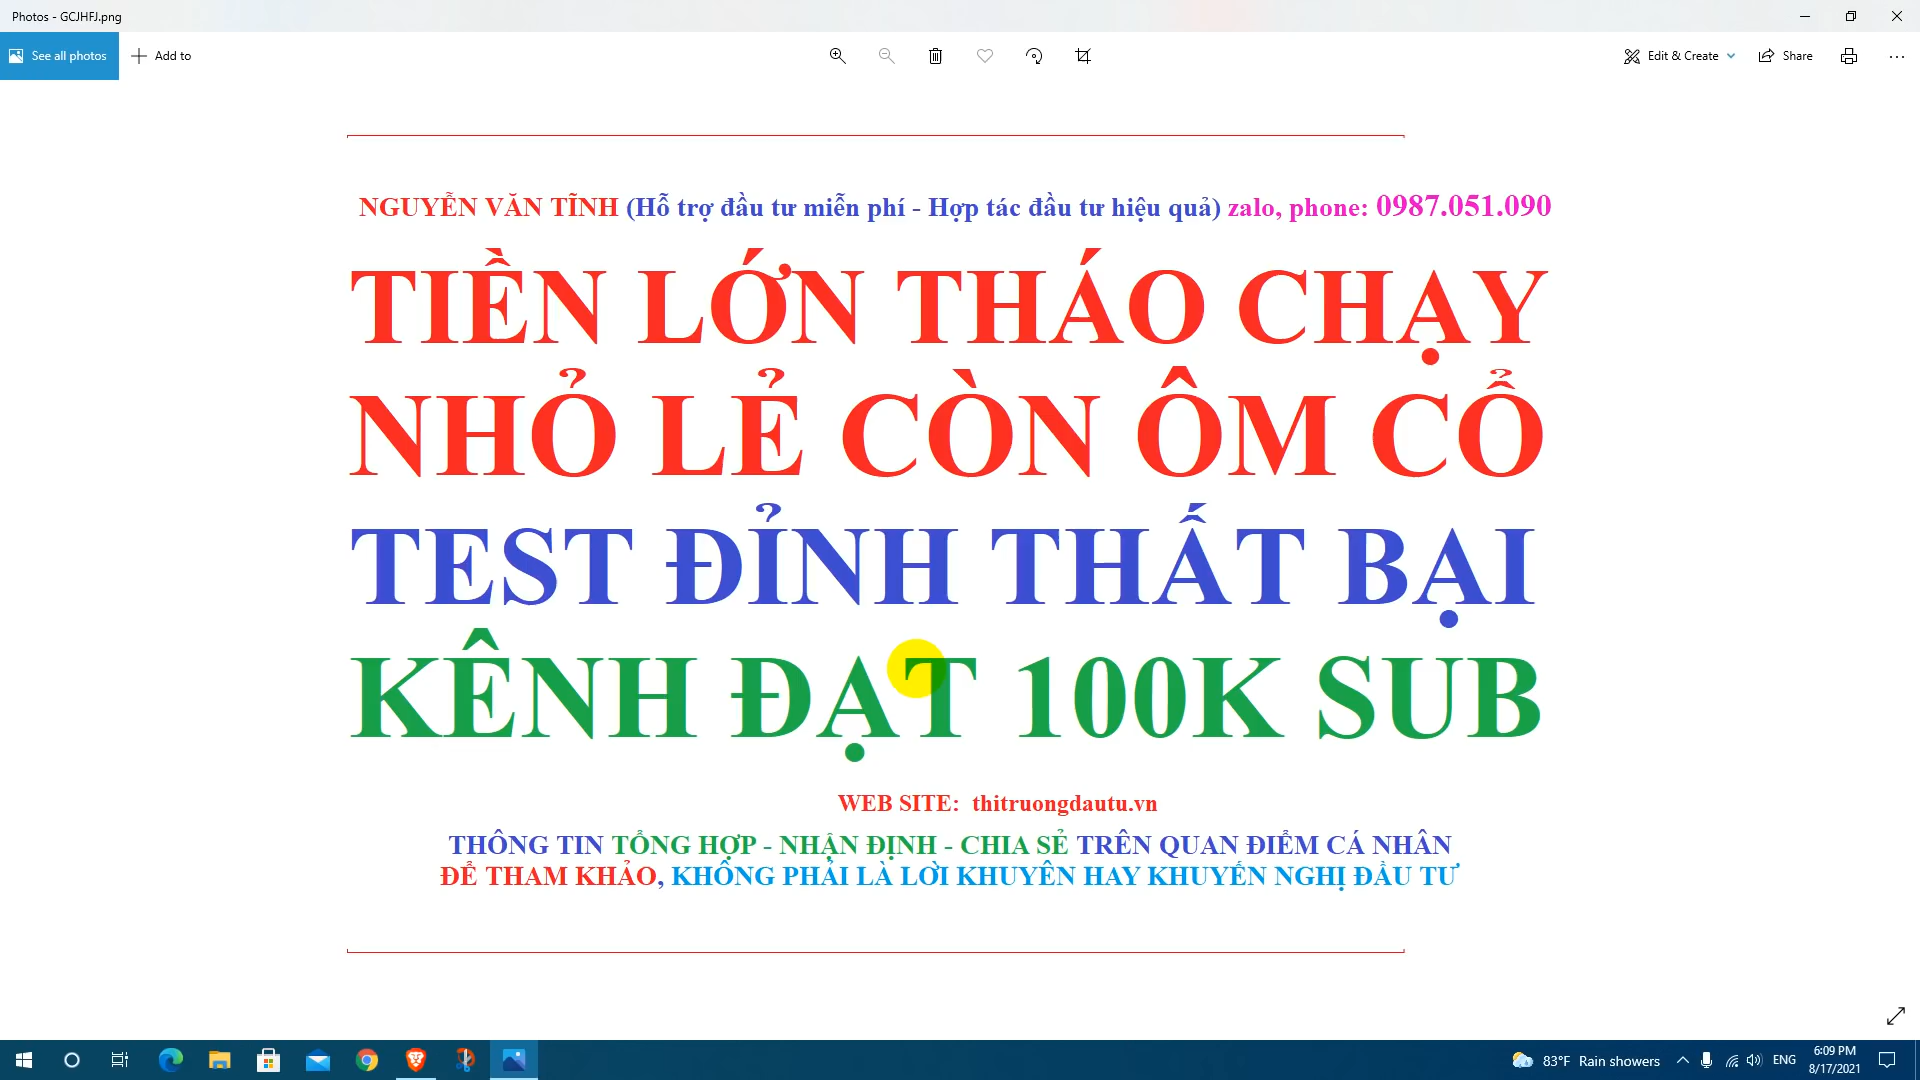 Photos - GCJHFJ.png
See all photos
Add to
Edit & Create
Share
NGUYỄN VĂN TĨNH (Hỗ trợ đầu tư miễn phí - Hợp tác đầu tư hiệu quả) zalo, phone: 0987.051.090
TIỀN LỚN THÁO CHẠY
NHỎ LẺ CÒN ÔM CỔ
TEST ĐỈNH THẤT BẠI
KÊNH ĐẠT 100K SUB
WEB SITE: thitruongdautu.vn
THÔNG TIN TỔNG HỢP - NHẬN ĐỊNH - CHIA SẺ TRÊN QUAN ĐIỂM CÁ NHÂN
ĐỂ THAM KHẢO, KHÔNG PHẢI LÀ LỜI KHUYÊN HAY KHUYẾN NGHỊ ĐẦU TƯ
83°F Rain showers
ENG
6:09 PM
8/17/2021